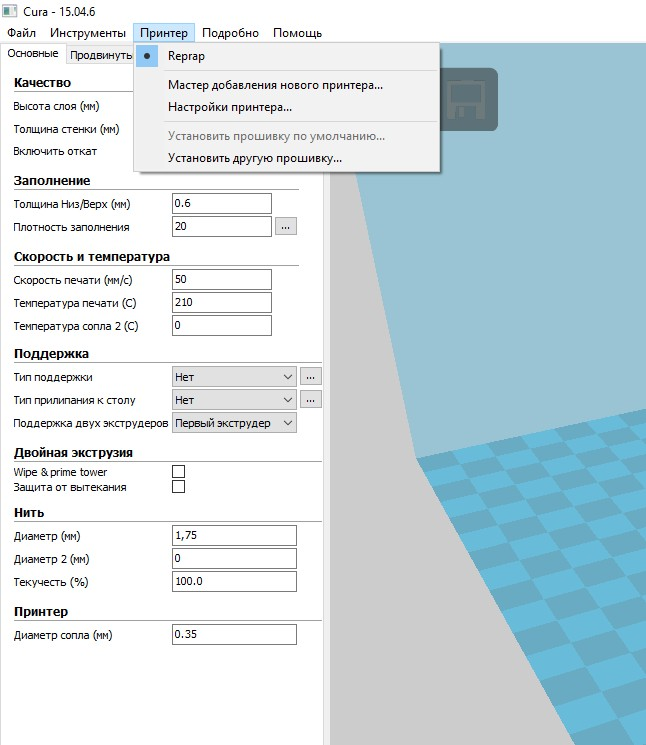 Cura - 15.04.6
Файл Инструменты Принтер Подробно Помощь
Основные Продвинуты
Reprap
Мастер добавления нового принтера...
Настройки принтера...
Установить прошивку по умолчанию...
Установить другую прошивку...
Качество
Высота слоя (мм)
Толщина стенки (мм)
Включить откат
Заполнение
Толщина Низ/Верх (мм) 0.6
Плотность заполнения 20 ...
Скорость и температура
Скорость печати (мм/с) 50
Температура печати (C) 210
Температура сопла 2 (C) 0
Поддержка
Тип поддержки Нет ...
Тип прилипания к столу Нет ...
Поддержка двух экструдеров Первый экструдер
Двойная экструзия
Wipe & prime tower
Защита от вытекания
Нить
Диаметр (мм) 1,75
Диаметр 2 (мм) 0
Текучесть (%) 100.0
Принтер
Диаметр сопла (мм) 0.35